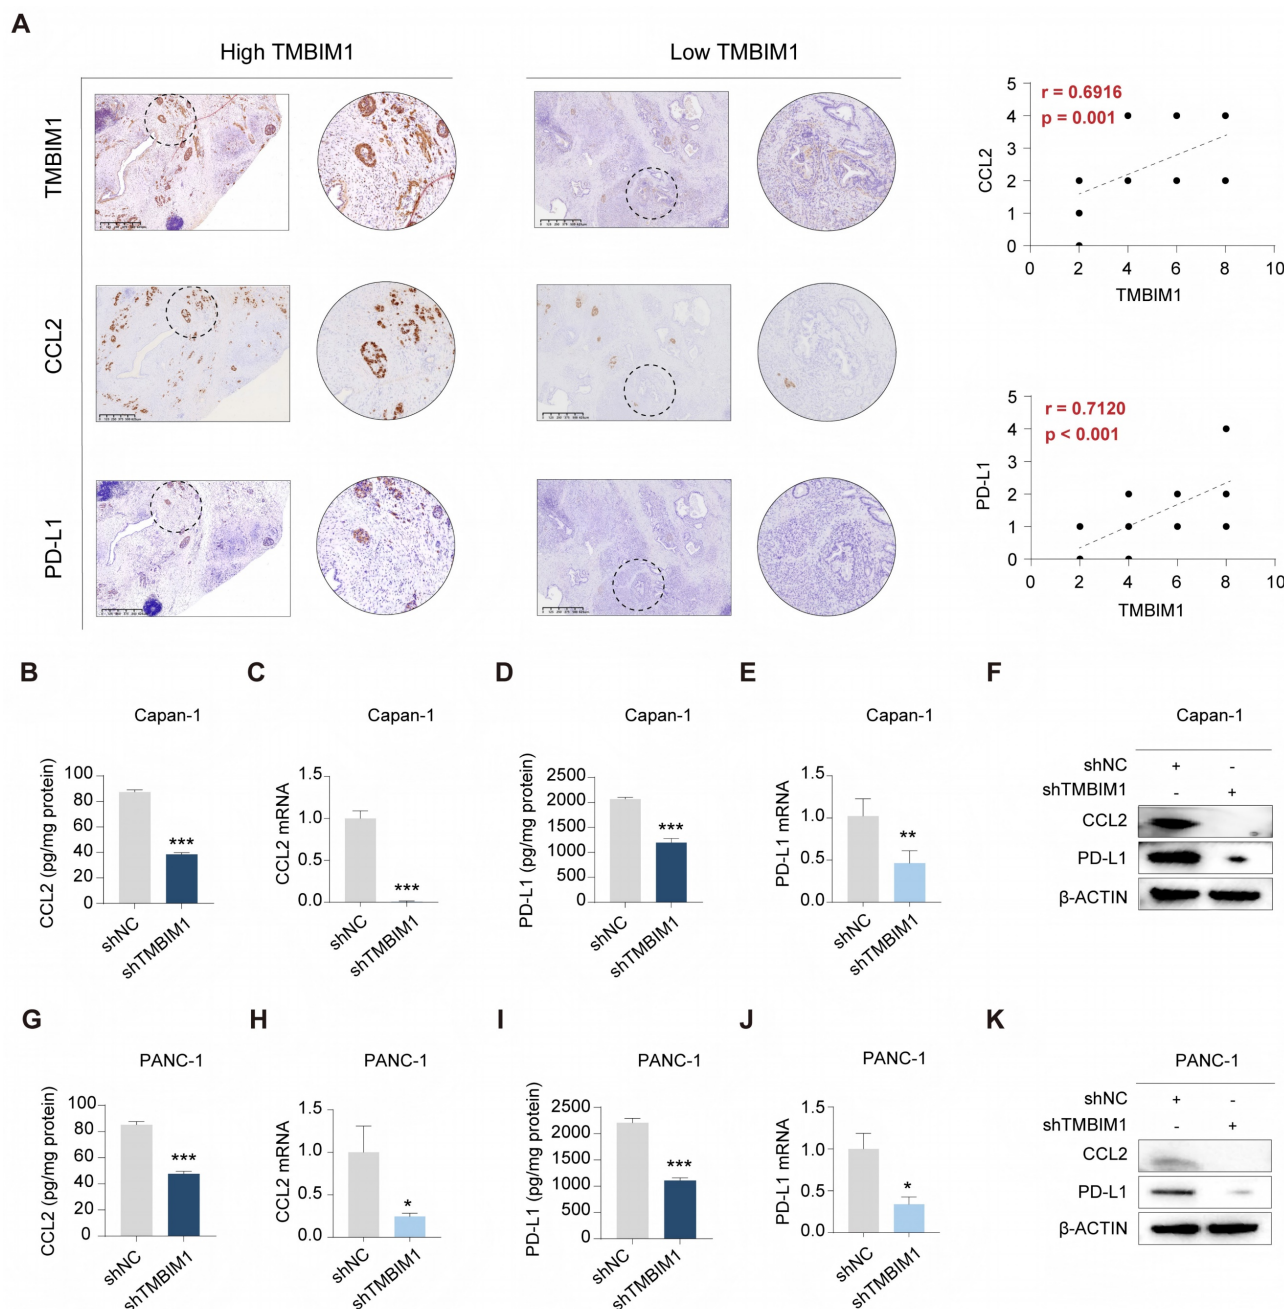 A
High TMBIM1
Low TMBIM1
TMBIM1
CCL2
PD-L1
5
4
3
2
1
0
CCL2
r = 0.6916
p = 0.001
0 2 4 6 8 10
TMBIM1
5
4
3
2
1
0
PD-L1
r = 0.7120
p < 0.001
0 2 4 6 8 10
TMBIM1
B
Capan-1
CCL2 (pg/mg protein)
100
80
60
40
20
0
***
shNC
shTMBIM1
C
Capan-1
CCL2 mRNA
1.5
1.0
0.5
0.0
***
shNC
shTMBIM1
D
Capan-1
PD-L1 (pg/mg protein)
2500
2000
1500
1000
500
0
***
shNC
shTMBIM1
E
Capan-1
PD-L1 mRNA
1.5
1.0
0.5
0.0
**
shNC
shTMBIM1
F
Capan-1
shNC + -
shTMBIM1 - +
CCL2
PD-L1
β-ACTIN
G
PANC-1
CCL2 (pg/mg protein)
100
80
60
40
20
0
***
shNC
shTMBIM1
H
PANC-1
CCL2 mRNA
1.5
1.0
0.5
0.0
*
shNC
shTMBIM1
I
PANC-1
PD-L1 (pg/mg protein)
2500
2000
1500
1000
500
0
***
shNC
shTMBIM1
J
PANC-1
PD-L1 mRNA
1.5
1.0
0.5
0.0
*
shNC
shTMBIM1
K
PANC-1
shNC + -
shTMBIM1 - +
CCL2
PD-L1
β-ACTIN